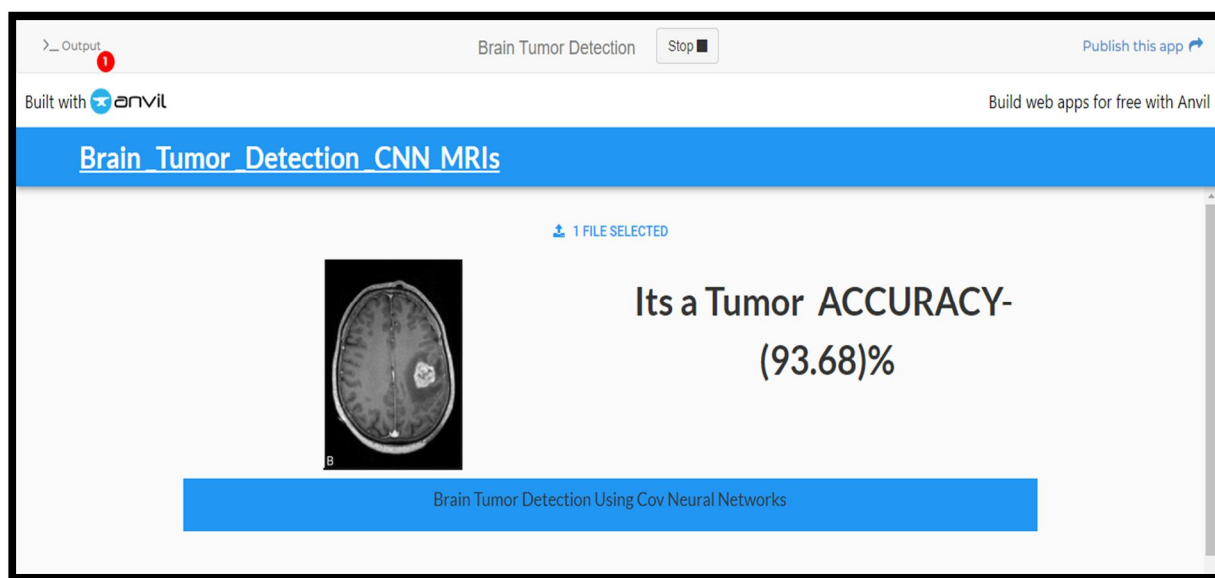 >_ Output
1
Brain Tumor Detection
Stop
Publish this app
Built with anvil
Build web apps for free with Anvil
Brain_Tumor_Detection_CNN_MRIs
1 FILE SELECTED
Its a Tumor ACCURACY-
(93.68)%
B
Brain Tumor Detection Using Cov Neural Networks